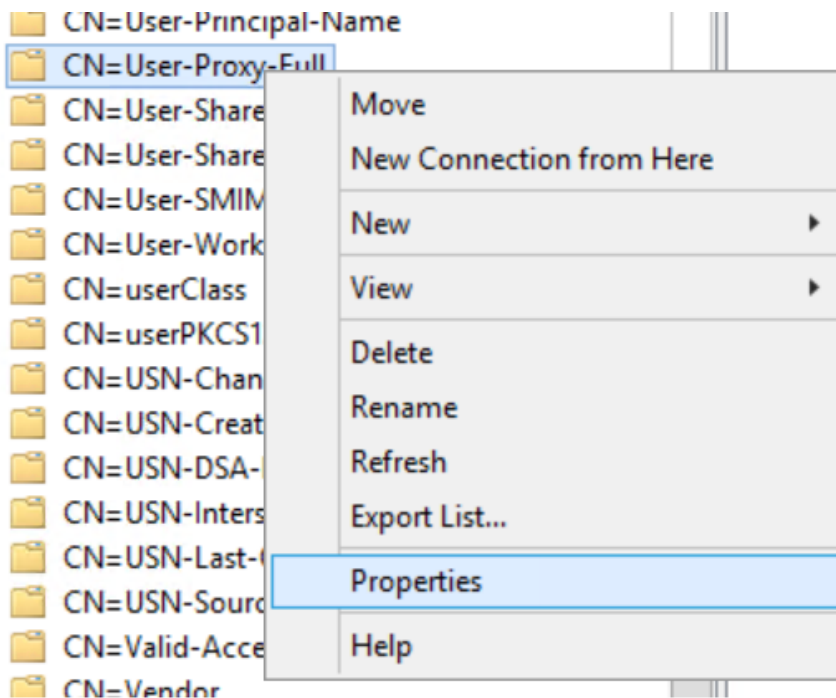 CN=User-Principal-Name
CN=User-Proxy-Full
CN=User-Share
CN=User-Share
CN=User-SMIM
CN=User-Work
CN=userClass
CN=userPKCS1
CN=USN-Chan
CN=USN-Creat
CN=USN-DSA-
CN=USN-Inters
CN=USN-Last-
CN=USN-Sourc
CN=Valid-Acce
CN=Vendor
Move
New Connection from Here
New
View
Delete
Rename
Refresh
Export List...
Properties
Help